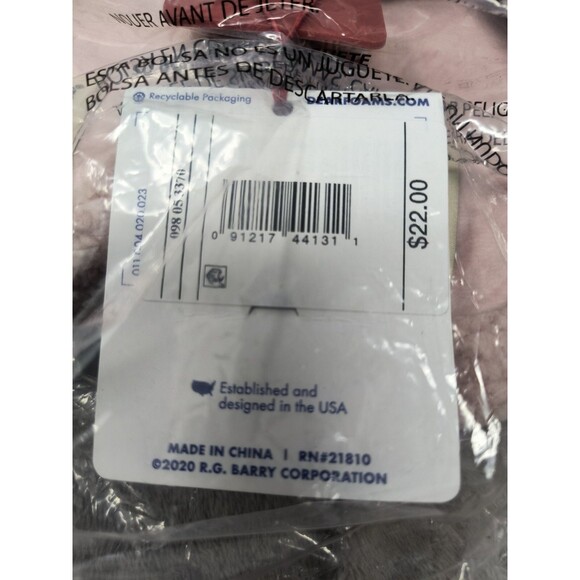 NOUER AVANT DE JETER.
ESTA BOLSA NO ES UN JUGUETE.
BOLSA ANTES DE DESCARTARLO
Recyclable Packaging
DEARFOAMS.COM
098 05 3370
0 91217 44131 1
$22.00
Established and
designed in the USA
MADE IN CHINA | RN#21810
©2020 R.G. BARRY CORPORATION